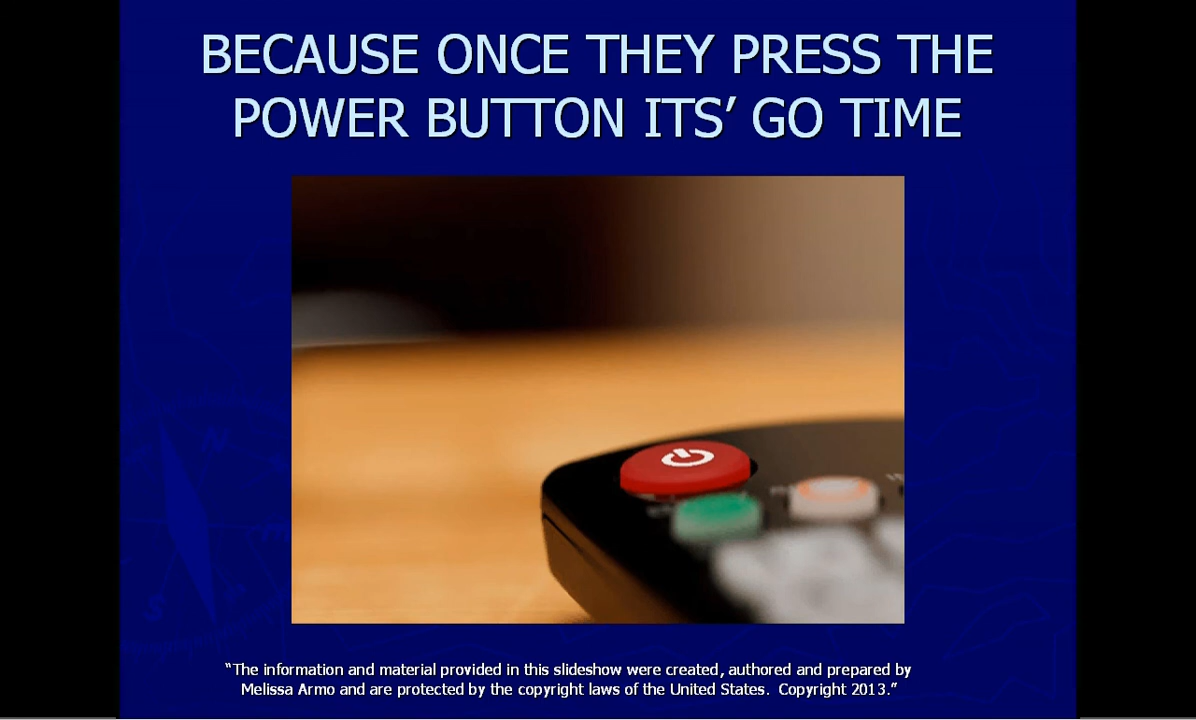 BECAUSE ONCE THEY PRESS THE
POWER BUTTON ITS’ GO TIME
“The information and material provided in this slideshow were created, authored and prepared by
Melissa Armo and are protected by the copyright laws of the United States.  Copyright 2013.”